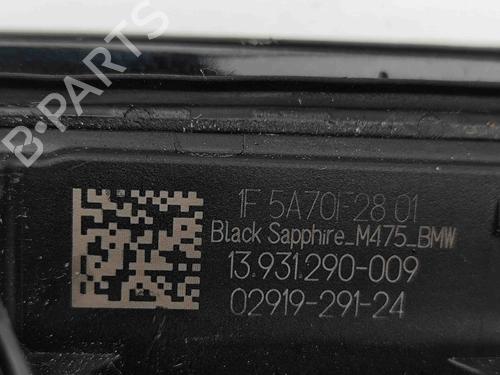 B-PARTS
1F 5A70F28 01
Black Sapphire_M475_BMW
13.931.290-009
02919-291-24